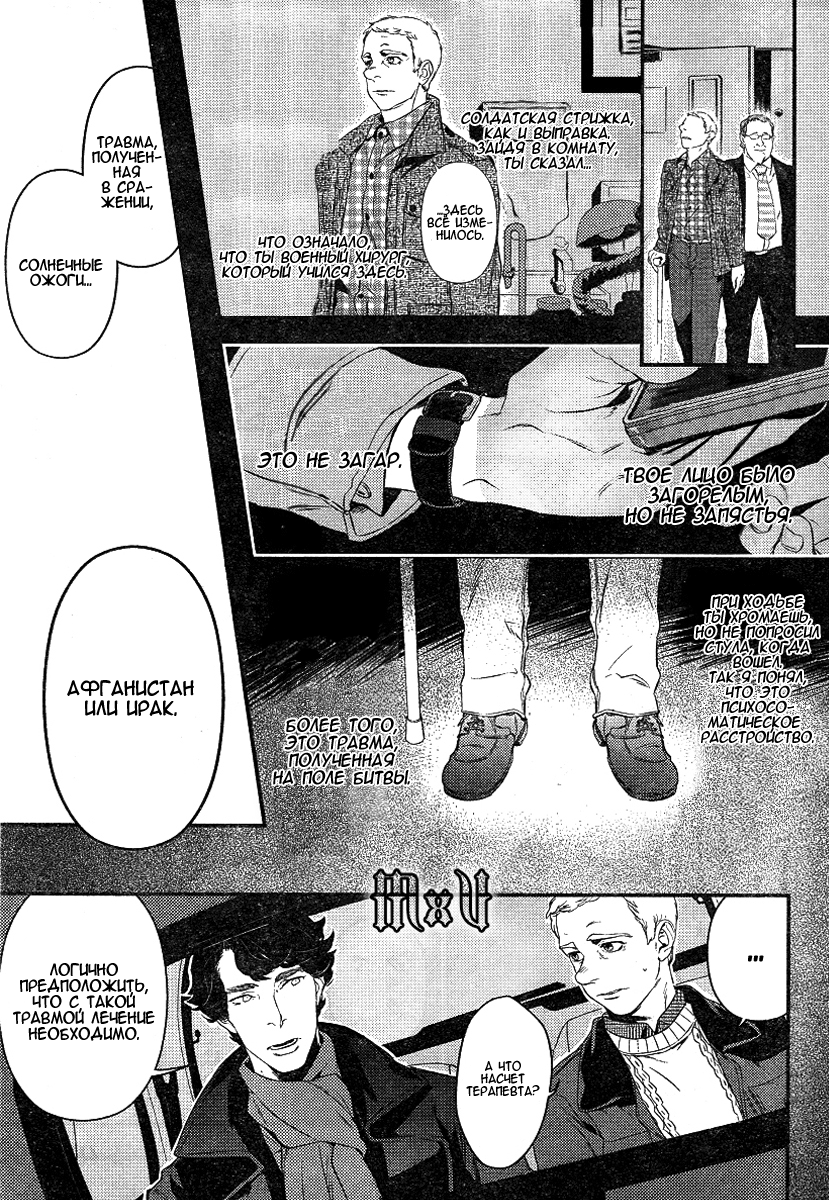 СОЛДАТСКАЯ СТРИЖКА,
КАК И ВЫПРАВКА.
ЗАЙДЯ В КОМНАТУ,
ТЫ СКАЗАЛ...
...ЗДЕСЬ
ВСЁ ИЗМЕ-
НИЛОСЬ.
ЧТО ОЗНАЧАЛО,
ЧТО ТЫ ВОЕННЫЙ ХИРУРГ,
КОТОРЫЙ УЧИЛСЯ ЗДЕСЬ.
ТВОЕ ЛИЦО БЫЛО
ЗАГОРЕЛЫМ,
НО НЕ ЗАПЯСТЬЯ.
ЭТО НЕ ЗАГАР.
ПРИ ХОДЬБЕ
ТЫ ХРОМАЕШЬ,
НО НЕ ПОПРОСИЛ
СТУЛА, КОГДА
ВОШЕЛ.
ТАК Я ПОНЯЛ,
ЧТО ЭТО
ПСИХОСО-
МАТИЧЕСКОЕ
РАССТРОЙСТВО.
БОЛЕЕ ТОГО,
ЭТО ТРАВМА,
ПОЛУЧЕННАЯ
НА ПОЛЕ БИТВЫ.
ТРАВМА,
ПОЛУЧЕН-
НАЯ
В СРА-
ЖЕНИИ,
СОЛНЕЧНЫЕ
ОЖОГИ...
АФГАНИСТАН
ИЛИ ИРАК.
MxV
...
А ЧТО
НАСЧЕТ
ТЕРАПЕВТА?
ЛОГИЧНО
ПРЕДПОЛОЖИТЬ,
ЧТО С ТАКОЙ
ТРАВМОЙ ЛЕЧЕНИЕ
НЕОБХОДИМО.